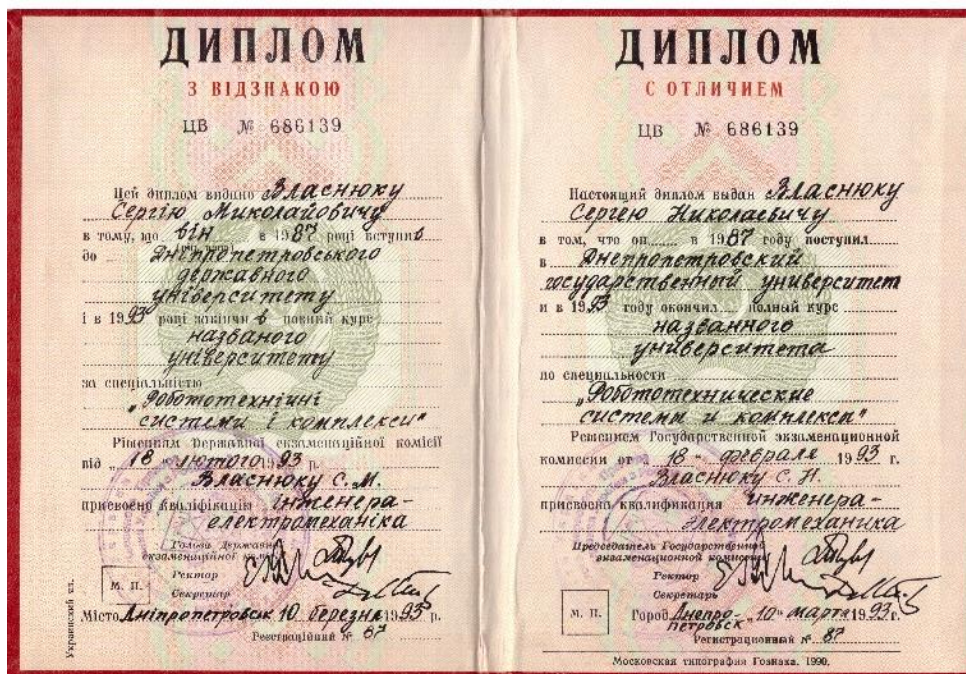 ДИПЛОМ
З ВІДЗНАКОЮ
ЦВ № 686139
Цей диплом видано Власнюку
Сергію Миколайовичу
в тому, що він в 1987 році вступив
до Дніпропетровського
державного
університету
і в 1993 році закінчив повний курс
названого
університету
за спеціальністю
„Робототехнічні
системи і комплекси“
Рішенням Державної екзаменаційної комісії
від „18“ лютого 1993 р.
Власнюку С.М.
присвоєно кваліфікацію інженера-
електромеханіка
Голова Державної
екзаменаційної комісії
Ректор
Секретар
М. П.
Місто Дніпропетровськ 10 березня 1993 р.
Реєстраційний № 87
Украинский яз.
ДИПЛОМ
С ОТЛИЧИЕМ
ЦВ № 686139
Настоящий диплом выдан Власнюку
Сергею Николаевичу
в том, что он в 1987 году поступил
в Днепропетровский
государственный университет
и в 1993 году окончил полный курс
названного
университета
по специальности
„Робототехнические
системы и комплексы“
Решением Государственной экзаменационной
комиссии от „18“ февраля 1993 г.
Власнюку С. Н.
присвоена квалификация инженера-
электромеханика
Председатель Государственной
экзаменационной комиссии
Ректор
Секретарь
М. П.
Город Днепро-
петровск „10“ марта 1993 г.
Регистрационный № 87
Московская типография Гознака. 1990.